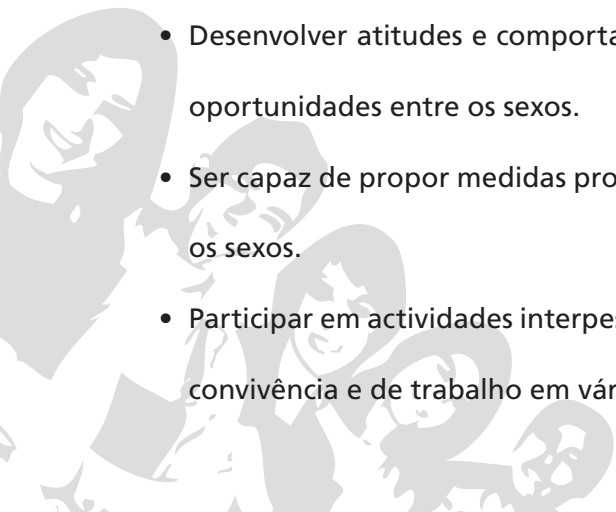 • Desenvolver atitudes e comporta
oportunidades entre os sexos.
• Ser capaz de propor medidas pro
os sexos.
• Participar em actividades interpes
convivência e de trabalho em vár